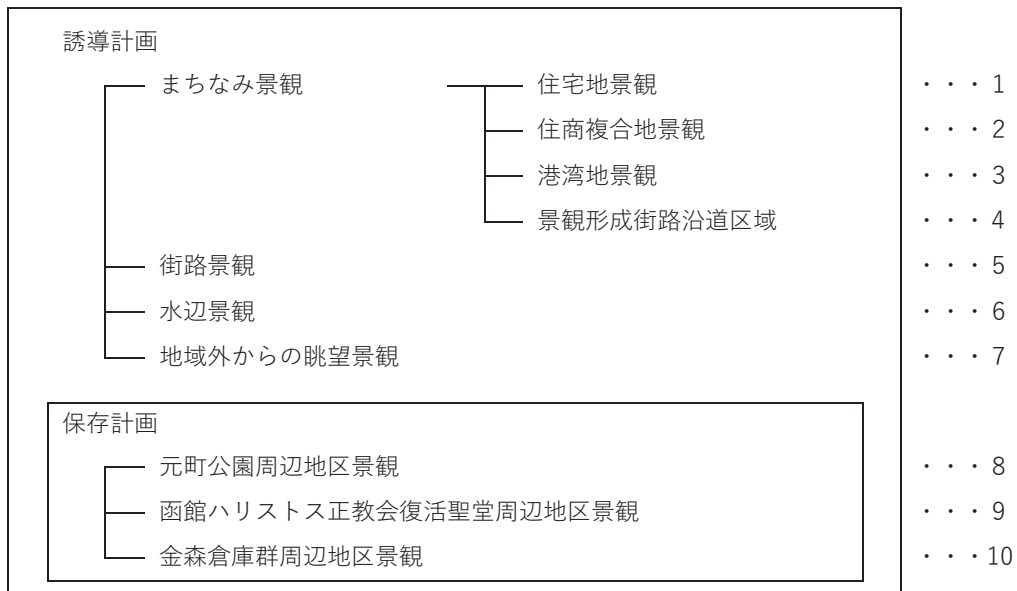 誘導計画
まちなみ景観 住宅地景観 ・・・1
住商複合地景観 ・・・2
港湾地景観 ・・・3
景観形成街路沿道区域 ・・・4
街路景観 ・・・5
水辺景観 ・・・6
地域外からの眺望景観 ・・・7
保存計画
元町公園周辺地区景観 ・・・8
函館ハリストス正教会復活聖堂周辺地区景観 ・・・9
金森倉庫群周辺地区景観 ・・・10